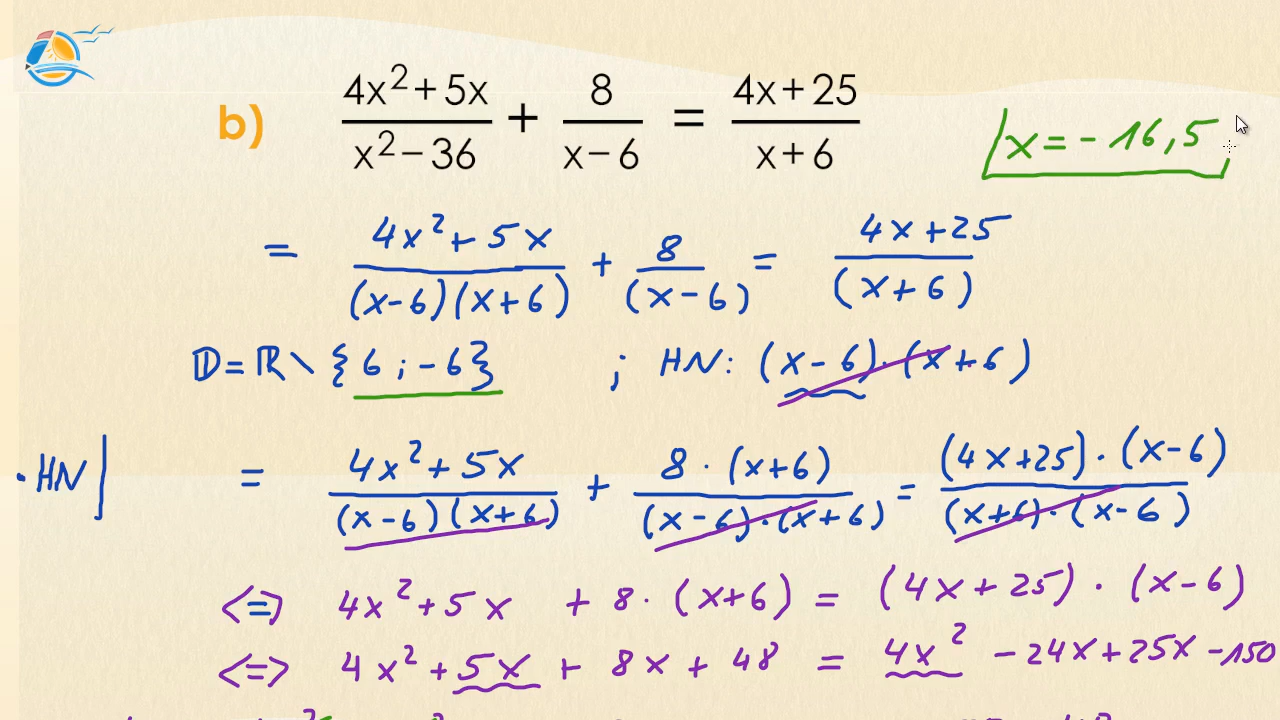 b) (4x²+5x)/(x²−36) + 8/(x−6) = (4x+25)/(x+6)
x = -16,5
= (4x²+5x)/((x-6)(x+6)) + 8/(x-6) = (4x+25)/(x+6)
𝔻 = ℝ \ {6 ; -6} ; HN: (x-6)·(x+6)
·HN| = (4x²+5x)/((x-6)(x+6)) + (8·(x+6))/((x-6)·(x+6)) = ((4x+25)·(x-6))/((x+6)·(x-6))
<=> 4x²+5x + 8·(x+6) = (4x+25)·(x-6)
<=> 4x²+5x + 8x + 48 = 4x² - 24x + 25x - 150